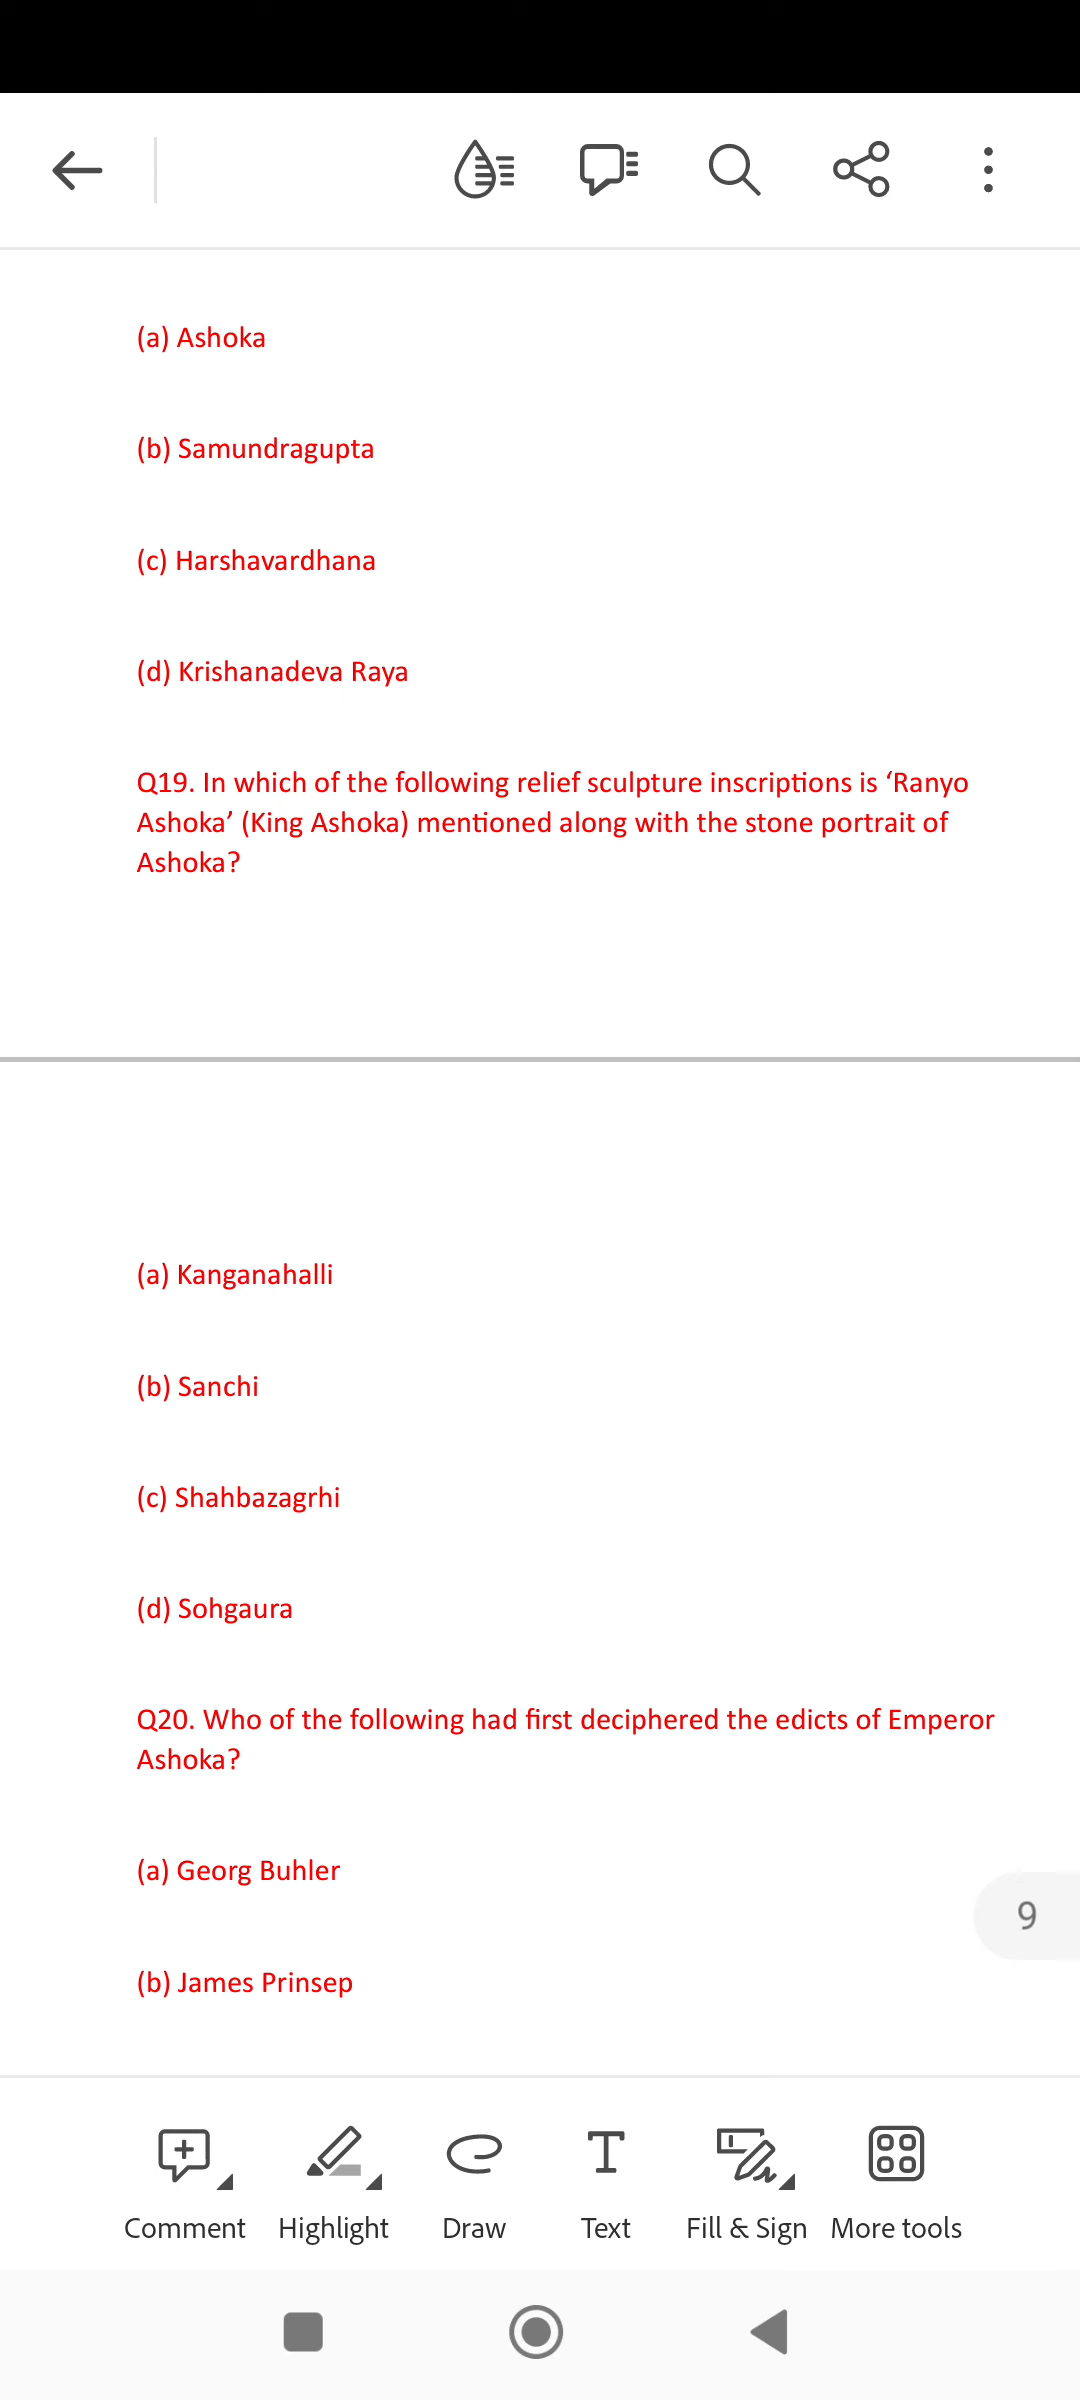 (a) Ashoka
(b) Samundragupta
(c) Harshavardhana
(d) Krishanadeva Raya
Q19. In which of the following relief sculpture inscriptions is ‘Ranyo
Ashoka’ (King Ashoka) mentioned along with the stone portrait of
Ashoka?
(a) Kanganahalli
(b) Sanchi
(c) Shahbazagrhi
(d) Sohgaura
Q20. Who of the following had first deciphered the edicts of Emperor
Ashoka?
(a) Georg Buhler
9
(b) James Prinsep
Comment Highlight Draw Text Fill & Sign More tools